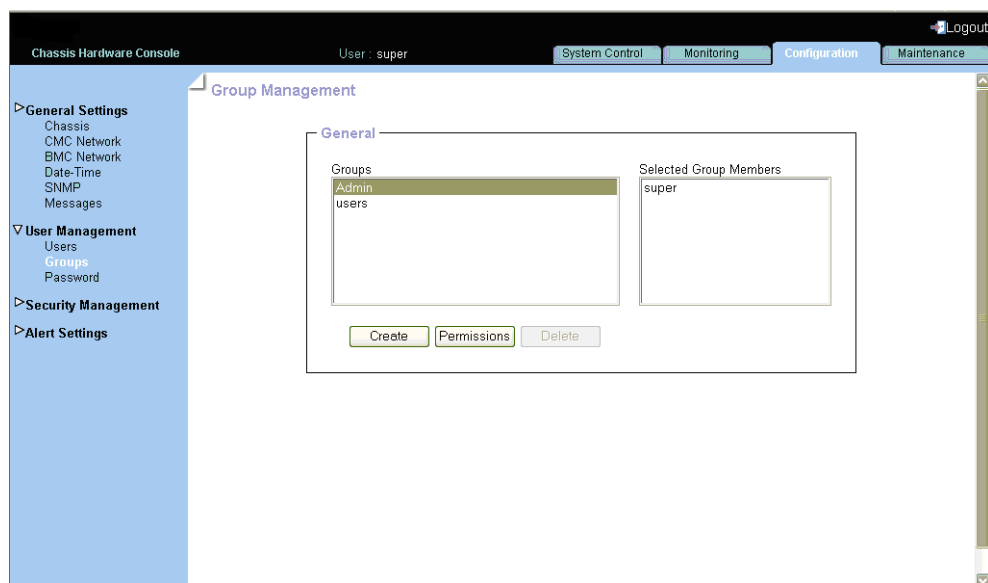 Logout
Chassis Hardware Console
User : super
System Control
Monitoring
Configuration
Maintenance
General Settings
Chassis
CMC Network
BMC Network
Date-Time
SNMP
Messages
User Management
Users
Groups
Password
Security Management
Alert Settings
Group Management
General
Groups
Admin
users
Selected Group Members
super
Create
Permissions
Delete